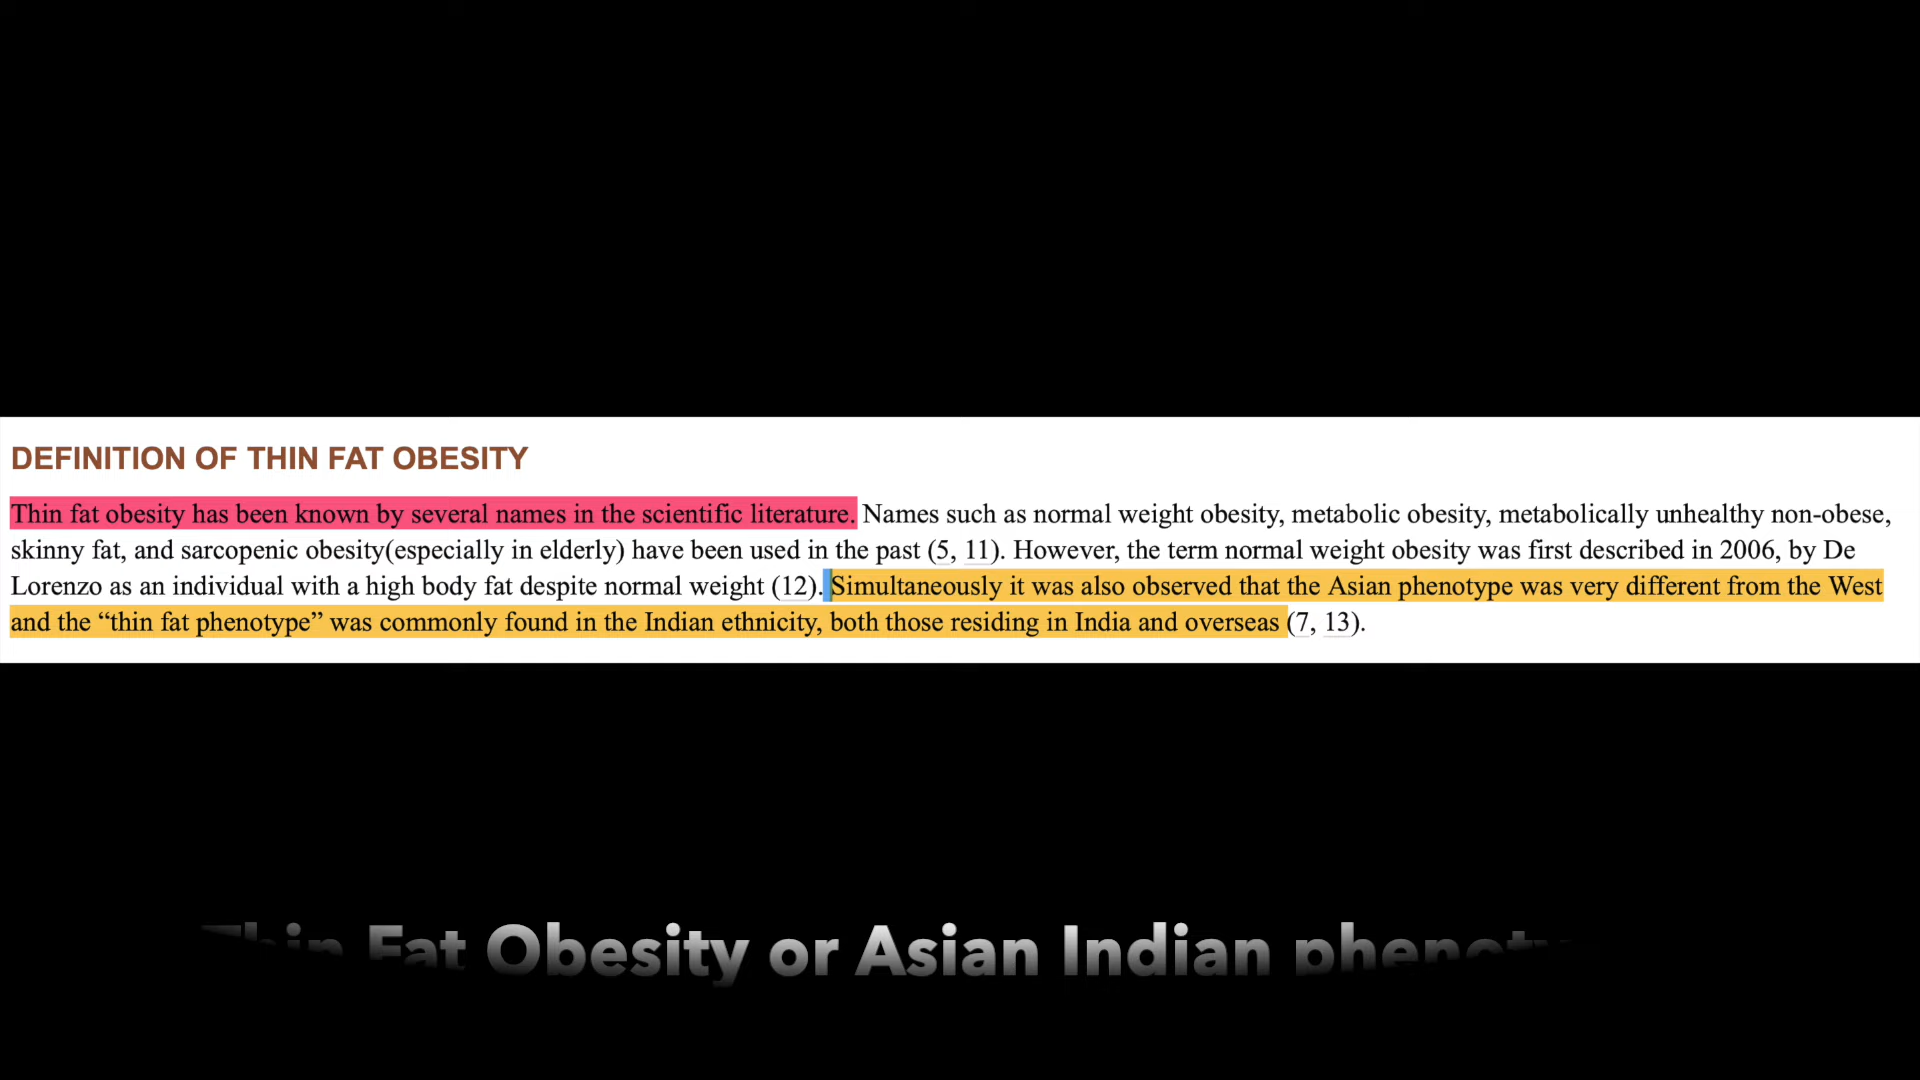 DEFINITION OF THIN FAT OBESITY
Thin fat obesity has been known by several names in the scientific literature. Names such as normal weight obesity, metabolic obesity, metabolically unhealthy non-obese,
skinny fat, and sarcopenic obesity(especially in elderly) have been used in the past (5, 11). However, the term normal weight obesity was first described in 2006, by De
Lorenzo as an individual with a high body fat despite normal weight (12). Simultaneously it was also observed that the Asian phenotype was very different from the West
and the “thin fat phenotype” was commonly found in the Indian ethnicity, both those residing in India and overseas (7, 13).
Thin Fat Obesity or Asian Indian